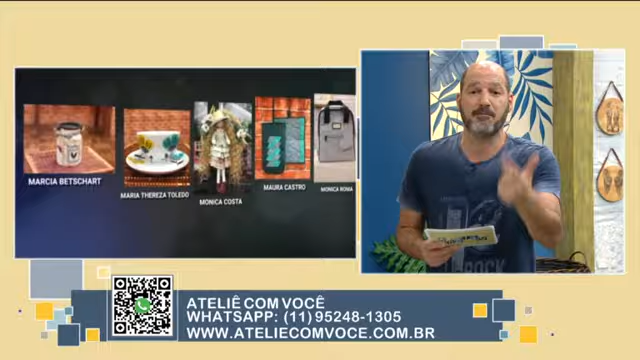 MARCIA BETSCHART
MARIA THEREZA TOLEDO
MONICA COSTA
MAURA CASTRO
MONICA ROMA
ROCK
ATELIÊ COM VOCÊ
WHATSAPP: (11) 95248-1305
WWW.ATELIECOMVOCE.COM.BR